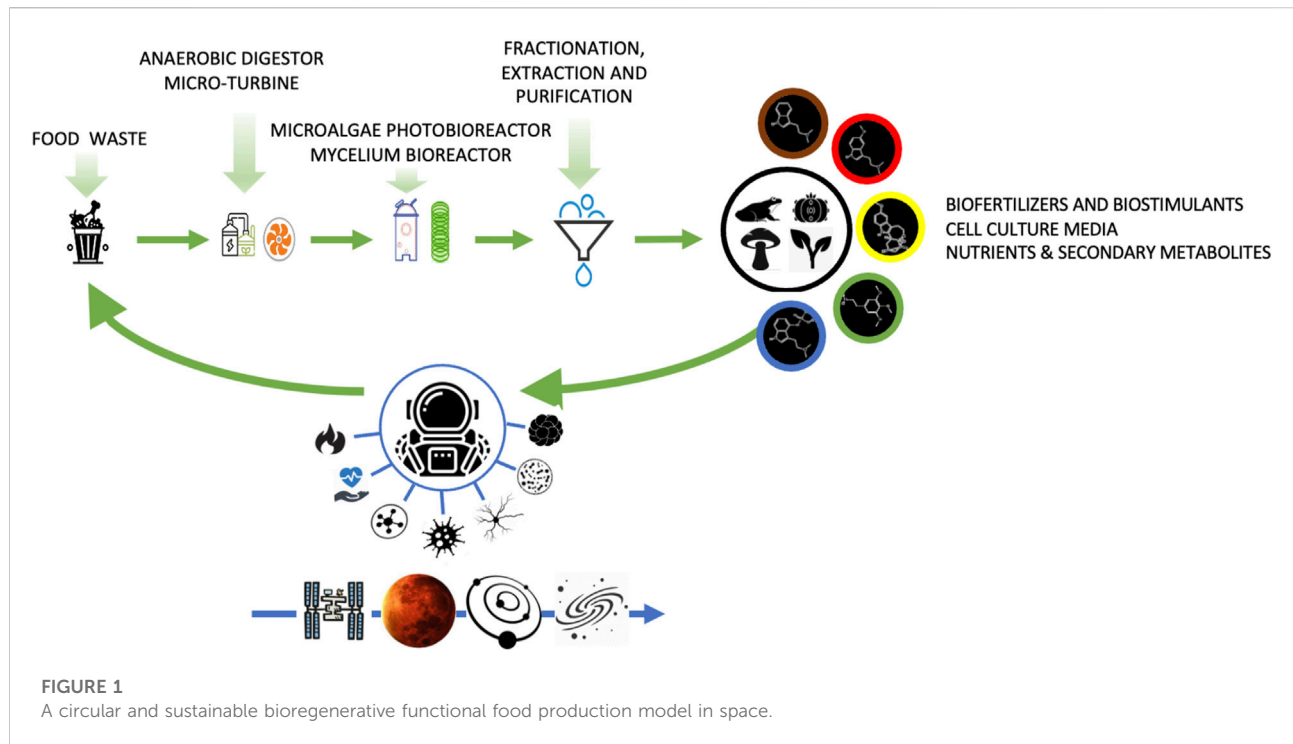 FOOD WASTE
ANAEROBIC DIGESTOR
MICRO-TURBINE
MICROALGAE PHOTOBIOREACTOR
MYCELIUM BIOREACTOR
FRACTIONATION,
EXTRACTION AND
PURIFICATION
BIOFERTILIZERS AND BIOSTIMULANTS
CELL CULTURE MEDIA
NUTRIENTS & SECONDARY METABOLITES
FIGURE 1
A circular and sustainable bioregenerative functional food production model in space.